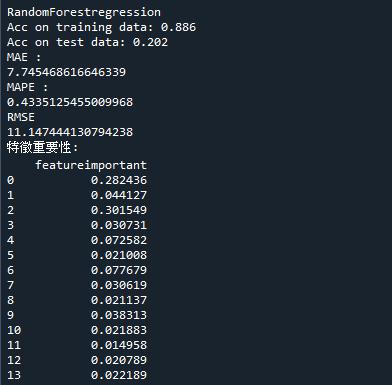 RandomForestregression
Acc on training data: 0.886
Acc on test data: 0.202
MAE :
7.745468616646339
MAPE :
0.4335125455009968
RMSE
11.147444130794238
特徵重要性:
featureimportant
0 0.282436
1 0.044127
2 0.301549
3 0.030731
4 0.072582
5 0.021008
6 0.077679
7 0.030619
8 0.021137
9 0.038313
10 0.021883
11 0.014958
12 0.020789
13 0.022189